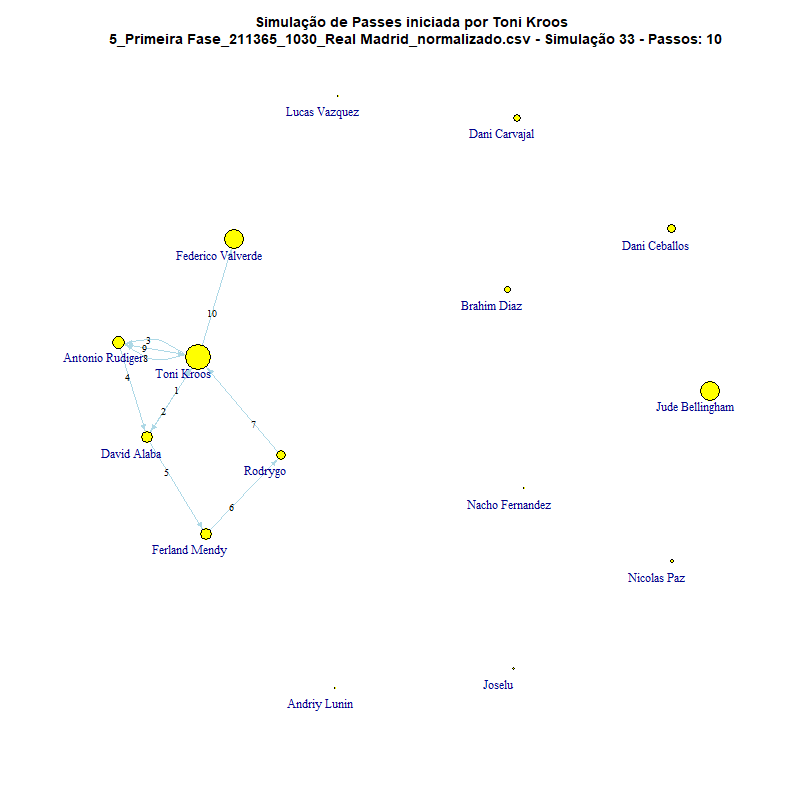 Simulação de Passes iniciada por Toni Kroos
5_Primeira Fase_211365_1030_Real Madrid_normalizado.csv - Simulação 33 - Passos: 10
Lucas Vazquez
Dani Carvajal
Federico Valverde
Dani Ceballos
Brahim Diaz
10
3
9
8
Antonio Rudiger
Toni Kroos
4
1
2
Jude Bellingham
7
David Alaba
5
Rodrygo
6
Nacho Fernandez
Ferland Mendy
Nicolas Paz
Joselu
Andriy Lunin